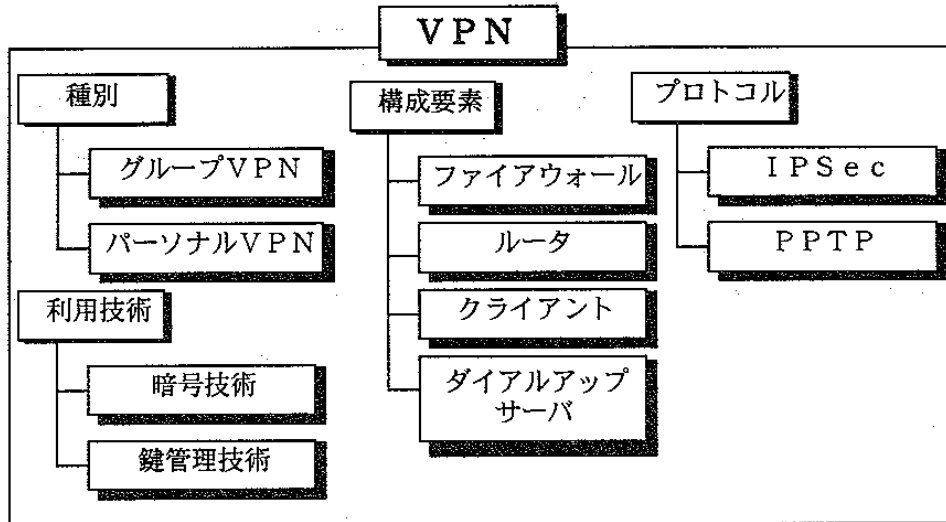 ＶＰＮ
種別
グループＶＰＮ
パーソナルＶＰＮ
利用技術
暗号技術
鍵管理技術
構成要素
ファイアウォール
ルータ
クライアント
ダイアルアップ
サーバ
プロトコル
ＩＰＳｅｃ
ＰＰＴＰ